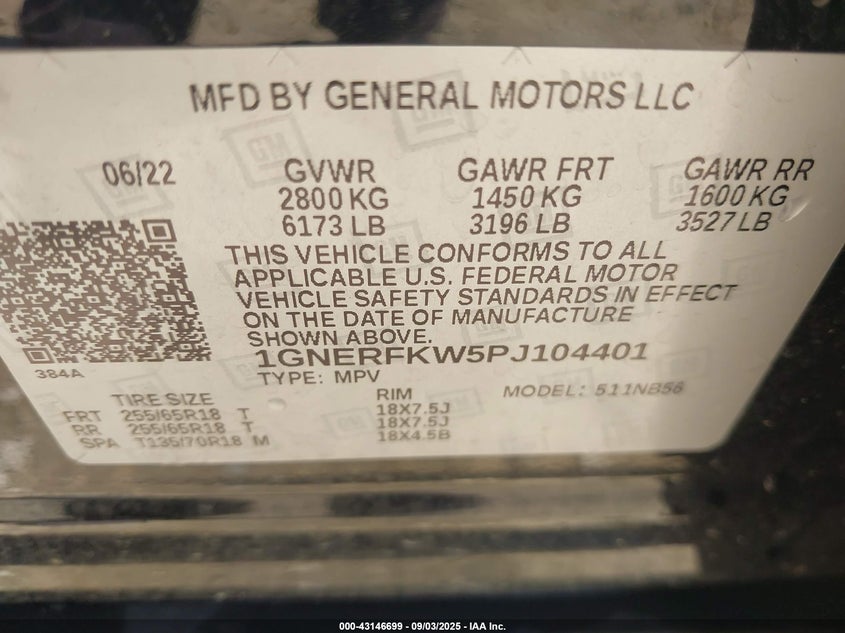 MFD BY GENERAL MOTORS LLC
06/22 GVWR GAWR FRT GAWR RR
2800 KG 1450 KG 1600 KG
6173 LB 3196 LB 3527 LB
THIS VEHICLE CONFORMS TO ALL
APPLICABLE U.S. FEDERAL MOTOR
VEHICLE SAFETY STANDARDS IN EFFECT
ON THE DATE OF MANUFACTURE
SHOWN ABOVE.
1GNERFKW5PJ104401
384A TYPE: MPV MODEL: 511NB56
TIRE SIZE RIM
FRT 255/65R18 T 18X7.5J
RR 255/65R18 T 18X7.5J
SPA T135/70R18 M 18X4.5B
000-43146699 - 09/03/2025 - IAA Inc.